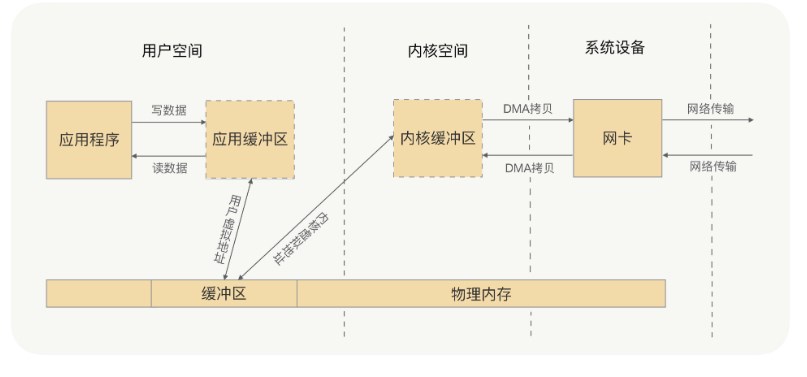 用户空间
内核空间
系统设备
应用程序
写数据
读数据
应用缓冲区
内核缓冲区
DMA拷贝
DMA拷贝
网卡
网络传输
网络传输
用户虚拟地址
内核虚拟地址
缓冲区
物理内存